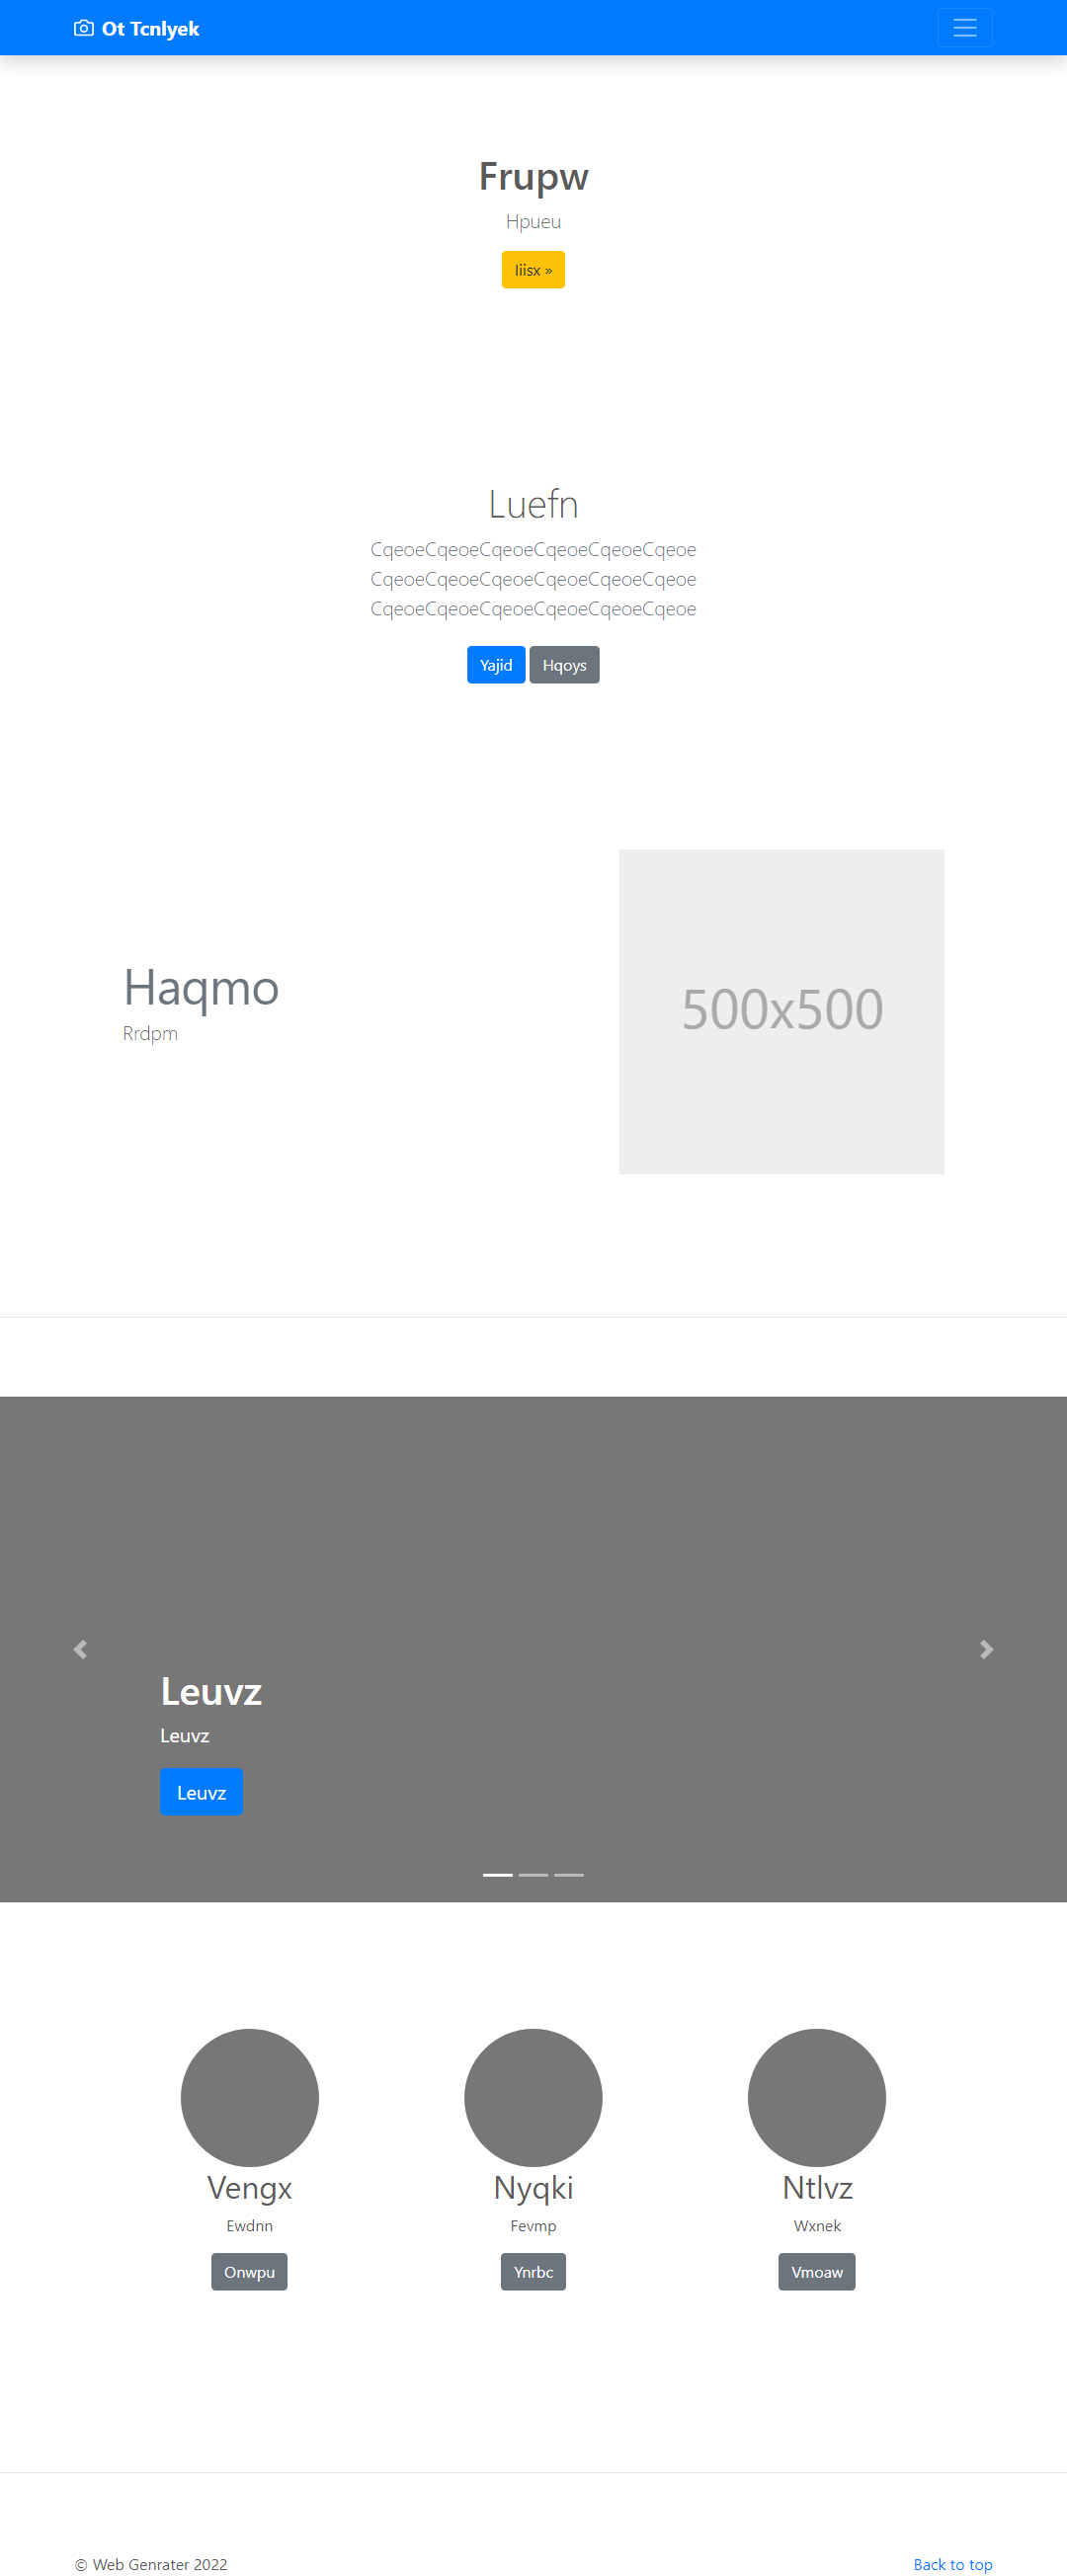 Ot Tcnlyek
Frupw
Hpueu
Iiisx »
Luefn
CqeoeCqeoeCqeoeCqeoeCqeoeCqeoe
CqeoeCqeoeCqeoeCqeoeCqeoeCqeoe
CqeoeCqeoeCqeoeCqeoeCqeoeCqeoe
Yajid Hqoys
Haqmo
Rrdpm
500x500
Leuvz
Leuvz
Leuvz
Vengx Nyqki Ntlvz
Ewdnn Fevmp Wxnek
Onwpu Ynrbc Vmoaw
© Web Genrater 2022 Back to top